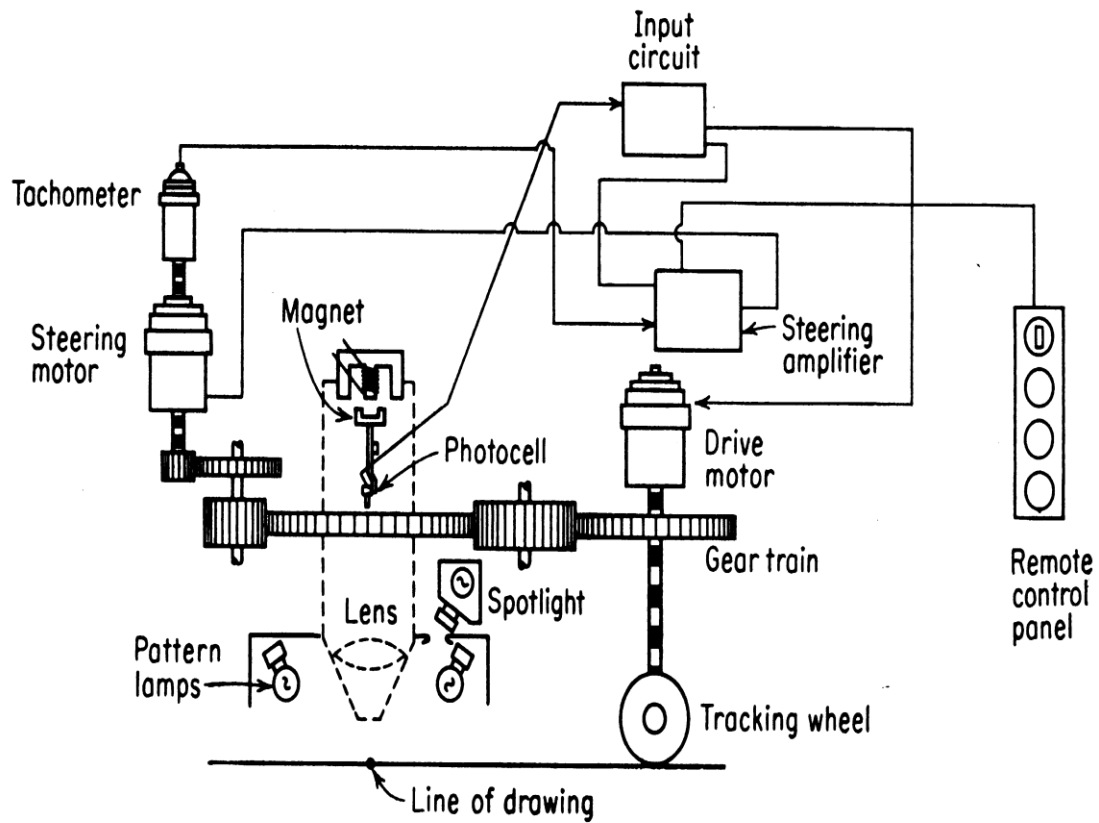 Input
circuit
Tachometer
Magnet
Steering
motor
Steering
amplifier
Photocell
Drive
motor
Gear train
Remote
control
panel
Spotlight
Lens
Pattern
lamps
Tracking wheel
Line of drawing